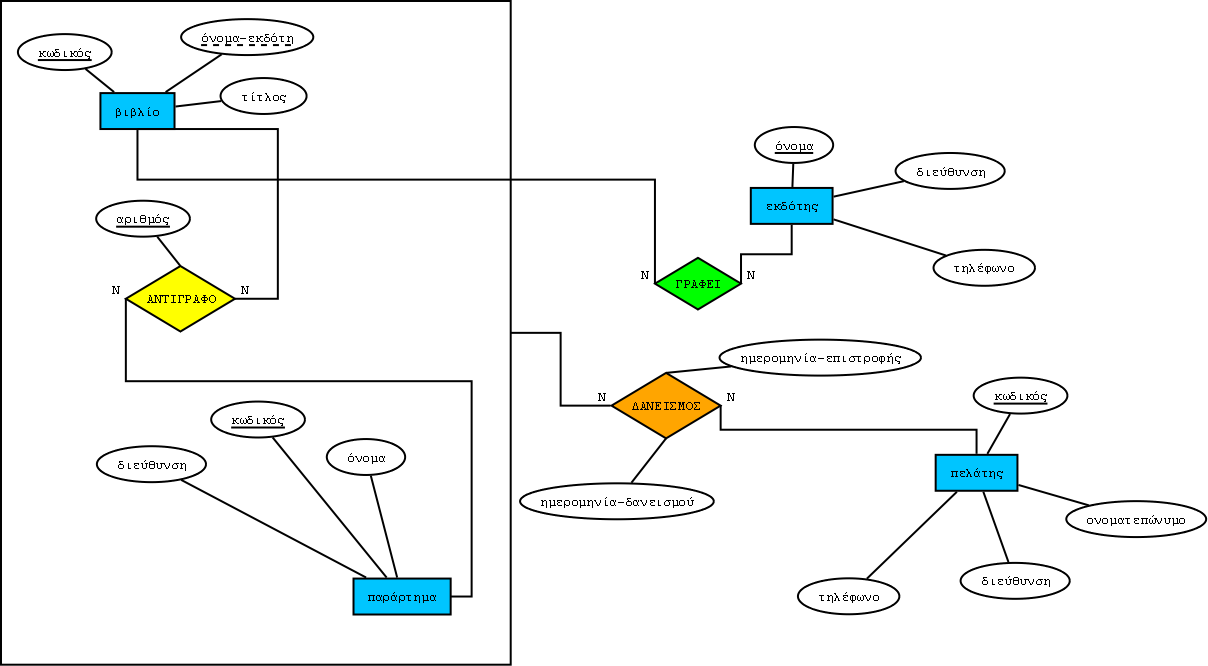 όνομα-εκδότη
κωδικός
τίτλος
βιβλίο
όνομα
διεύθυνση
εκδότης
αριθμός
τηλέφωνο
N
N
ΓΡΑΦΕΙ
N
N
ΑΝΤΙΓΡΑΦΟ
ημερομηνία-επιστροφής
κωδικός
N
N
ΔΑΝΕΙΣΜΟΣ
κωδικός
όνομα
διεύθυνση
πελάτης
ημερομηνία-δανεισμού
ονοματεπώνυμο
διεύθυνση
παράρτημα
τηλέφωνο